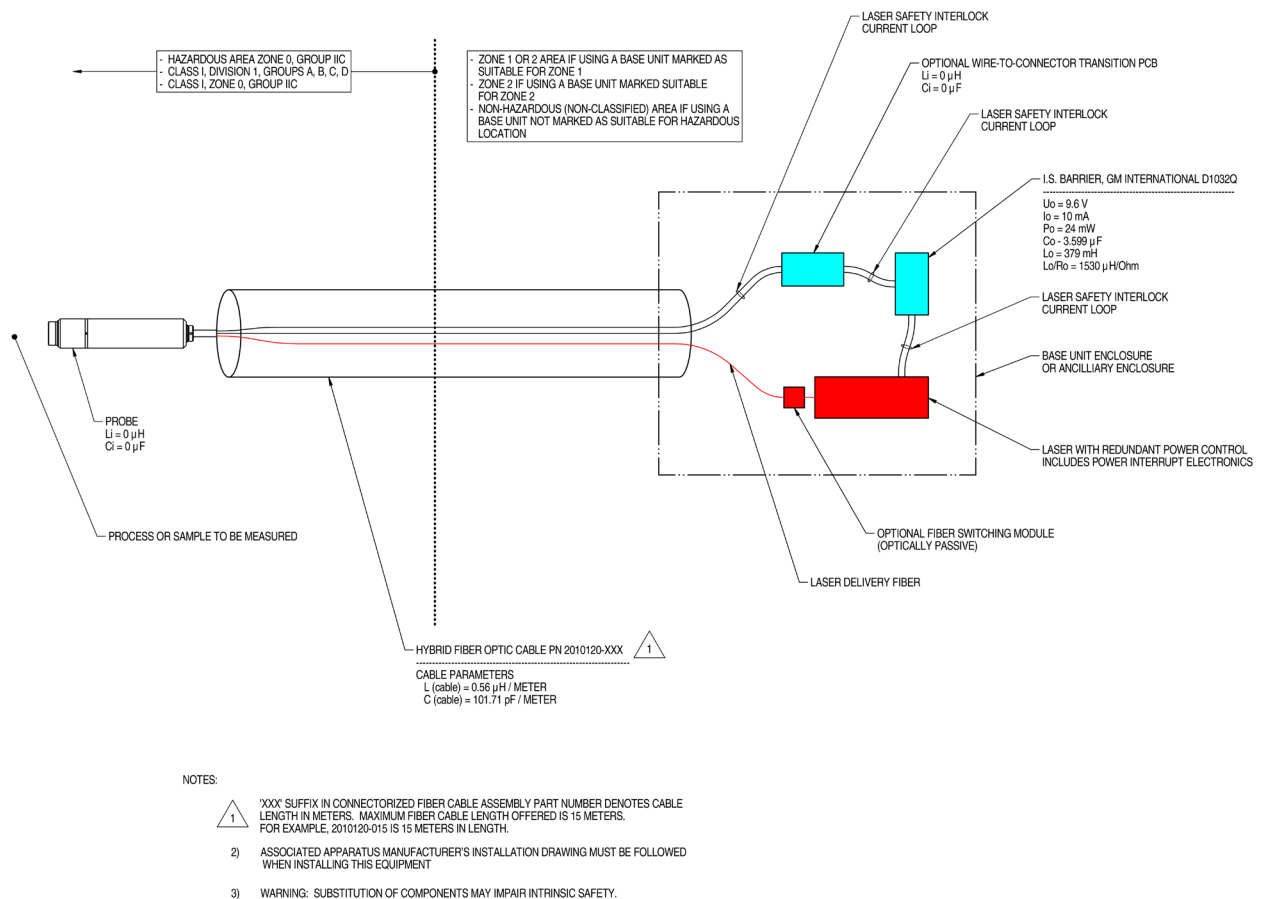 LASER SAFETY INTERLOCK
CURRENT LOOP
- HAZARDOUS AREA ZONE 0, GROUP IIC
- CLASS I, DIVISION 1, GROUPS A, B, C, D
- CLASS I, ZONE 0, GROUP IIC
- ZONE 1 OR 2 AREA IF USING A BASE UNIT MARKED AS
SUITABLE FOR ZONE 1
- ZONE 2 IF USING A BASE UNIT MARKED SUITABLE
FOR ZONE 2
- NON-HAZARDOUS (NON-CLASSIFIED) AREA IF USING A
BASE UNIT NOT MARKED AS SUITABLE FOR HAZARDOUS
LOCATION
OPTIONAL WIRE-TO-CONNECTOR TRANSITION PCB
Li = 0 µH
Ci = 0 µF
LASER SAFETY INTERLOCK
CURRENT LOOP
I.S. BARRIER, GM INTERNATIONAL D1032Q
Uo = 9.6 V
Io = 10 mA
Po = 24 mW
Co - 3.599 µF
Lo = 379 mH
Lo/Ro = 1530 µH/Ohm
LASER SAFETY INTERLOCK
CURRENT LOOP
BASE UNIT ENCLOSURE
OR ANCILLIARY ENCLOSURE
PROBE
Li = 0 µH
Ci = 0 µF
LASER WITH REDUNDANT POWER CONTROL
INCLUDES POWER INTERRUPT ELECTRONICS
PROCESS OR SAMPLE TO BE MEASURED
OPTIONAL FIBER SWITCHING MODULE
(OPTICALLY PASSIVE)
LASER DELIVERY FIBER
HYBRID FIBER OPTIC CABLE PN 2010120-XXX
1
CABLE PARAMETERS
L (cable) = 0.56 µH / METER
C (cable) = 101.71 pF / METER
NOTES:
1 'XXX' SUFFIX IN CONNECTORIZED FIBER CABLE ASSEMBLY PART NUMBER DENOTES CABLE
LENGTH IN METERS. MAXIMUM FIBER CABLE LENGTH OFFERED IS 15 METERS.
FOR EXAMPLE, 2010120-015 IS 15 METERS IN LENGTH.
2) ASSOCIATED APPARATUS MANUFACTURER'S INSTALLATION DRAWING MUST BE FOLLOWED
WHEN INSTALLING THIS EQUIPMENT
3) WARNING: SUBSTITUTION OF COMPONENTS MAY IMPAIR INTRINSIC SAFETY.